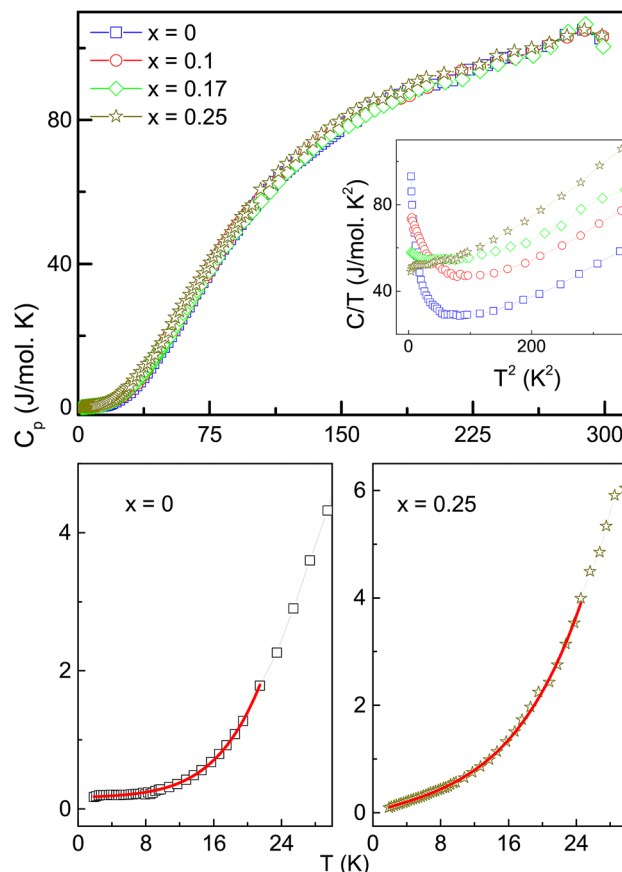 x = 0
x = 0.1
x = 0.17
x = 0.25
80
40
0
C_p (J/mol. K)
0 75 150 225 300
80
40
C/T (J/mol. K²)
0 200
T² (K²)
x = 0
4
2
0
0 8 16 24
x = 0.25
6
4
2
0
0 8 16 24
T (K)
T (K)